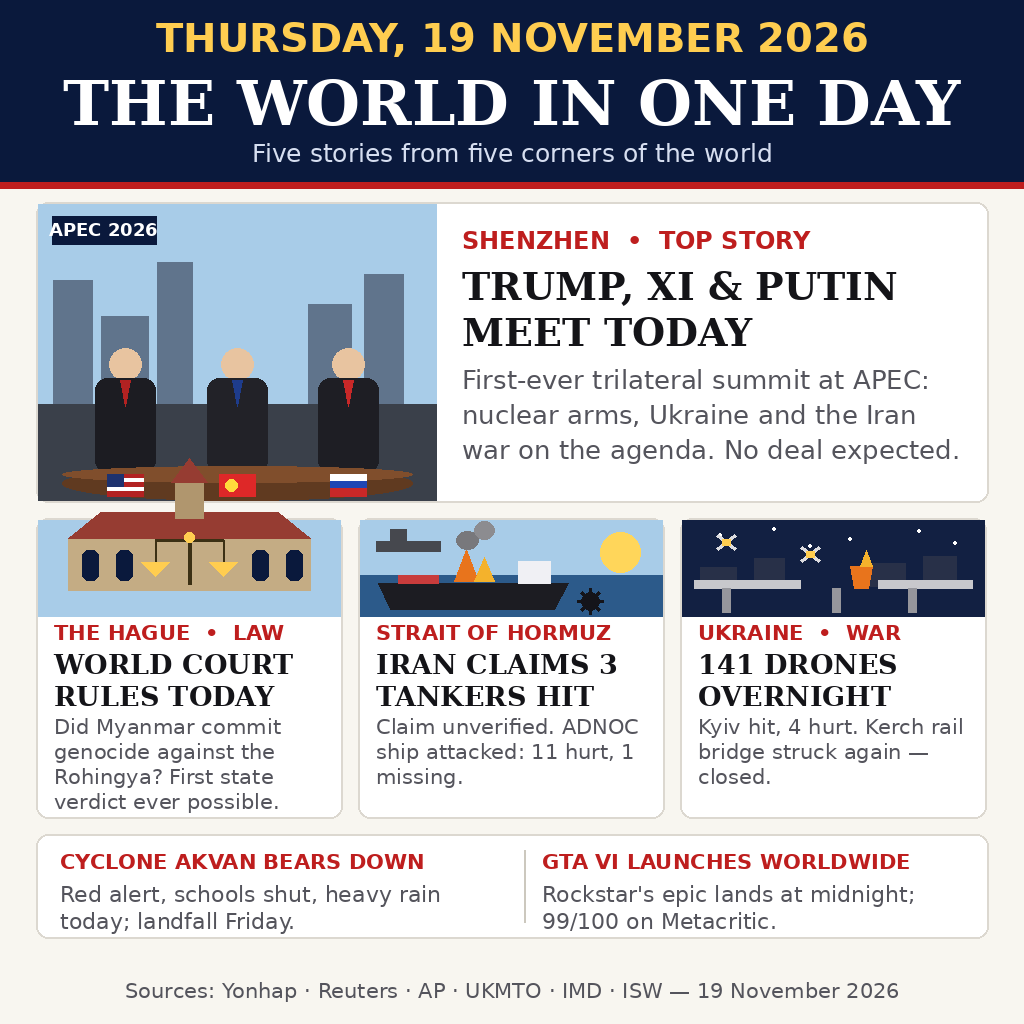 THURSDAY, 19 NOVEMBER 2026
THE WORLD IN ONE DAY
Five stories from five corners of the world
APEC 2026
SHENZHEN • TOP STORY
TRUMP, XI & PUTIN
MEET TODAY
First-ever trilateral summit at APEC:
nuclear arms, Ukraine and the Iran
war on the agenda. No deal expected.
THE HAGUE • LAW
WORLD COURT
RULES TODAY
Did Myanmar commit
genocide against the
Rohingya? First state
verdict ever possible.
STRAIT OF HORMUZ
IRAN CLAIMS 3
TANKERS HIT
Claim unverified. ADNOC
ship attacked: 11 hurt, 1
missing.
UKRAINE • WAR
141 DRONES
OVERNIGHT
Kyiv hit, 4 hurt. Kerch rail
bridge struck again —
closed.
CYCLONE AKVAN BEARS DOWN
Red alert, schools shut, heavy rain
today; landfall Friday.
GTA VI LAUNCHES WORLDWIDE
Rockstar's epic lands at midnight;
99/100 on Metacritic.
Sources: Yonhap · Reuters · AP · UKMTO · IMD · ISW — 19 November 2026